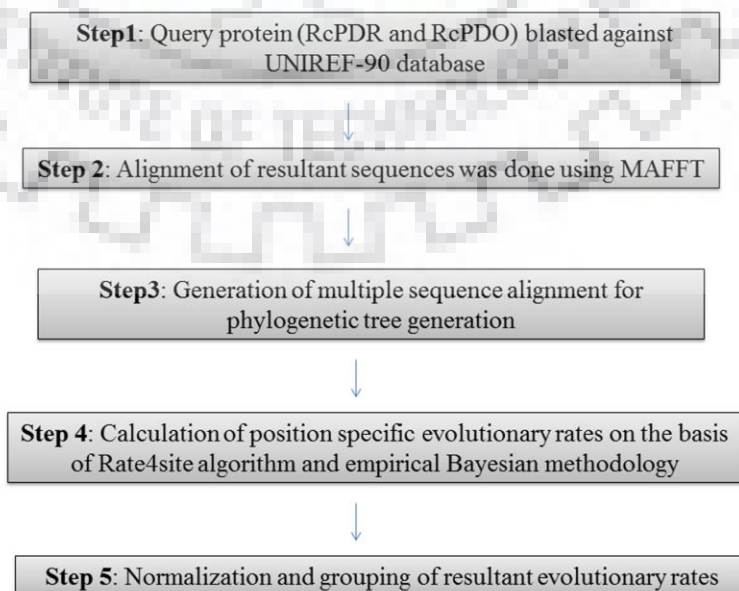 Step1: Query protein (RcPDR and RcPDO) blasted against
UNIREF-90 database
Step 2: Alignment of resultant sequences was done using MAFFT
Step3: Generation of multiple sequence alignment for
phylogenetic tree generation
Step 4: Calculation of position specific evolutionary rates on the basis
of Rate4site algorithm and empirical Bayesian methodology
Step 5: Normalization and grouping of resultant evolutionary rates